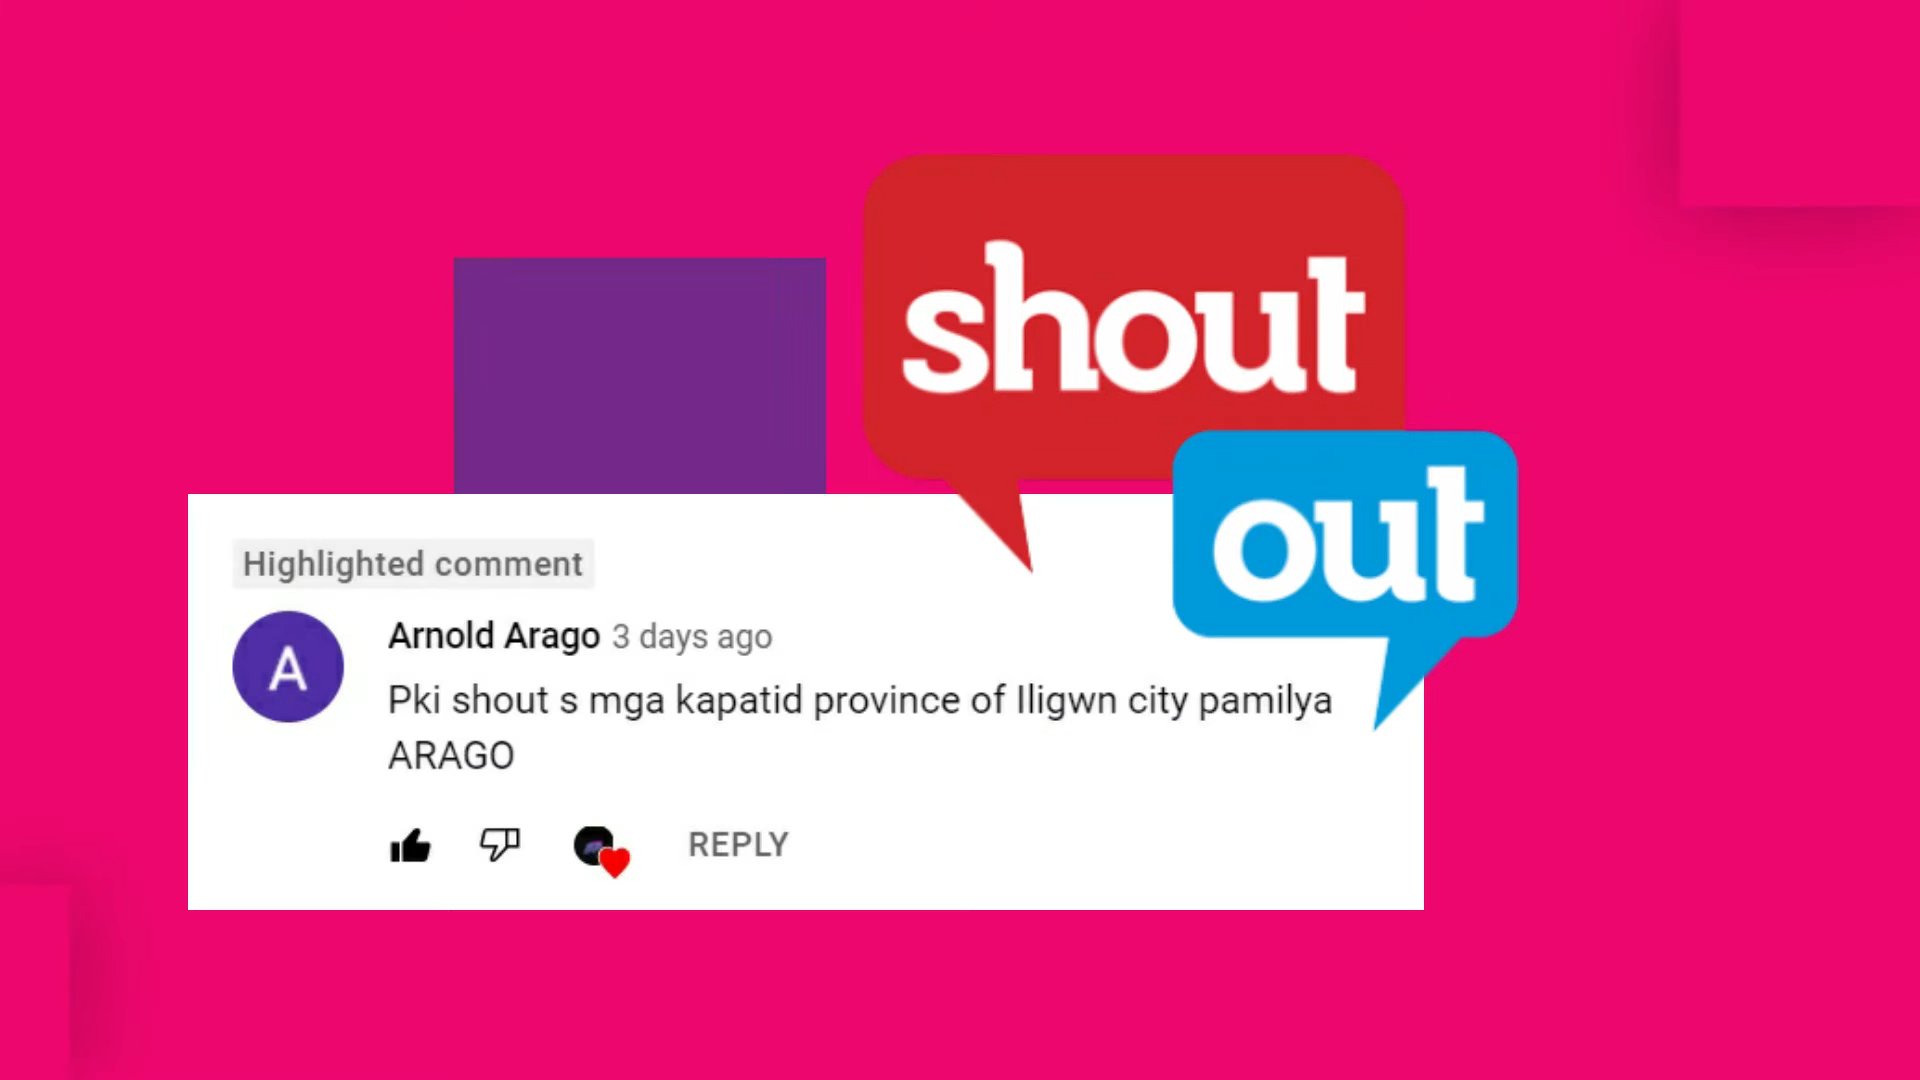 shout
out
Highlighted comment
A
Arnold Arago 3 days ago
Pki shout s mga kapatid province of Iligwn city pamilya
ARAGO
REPLY